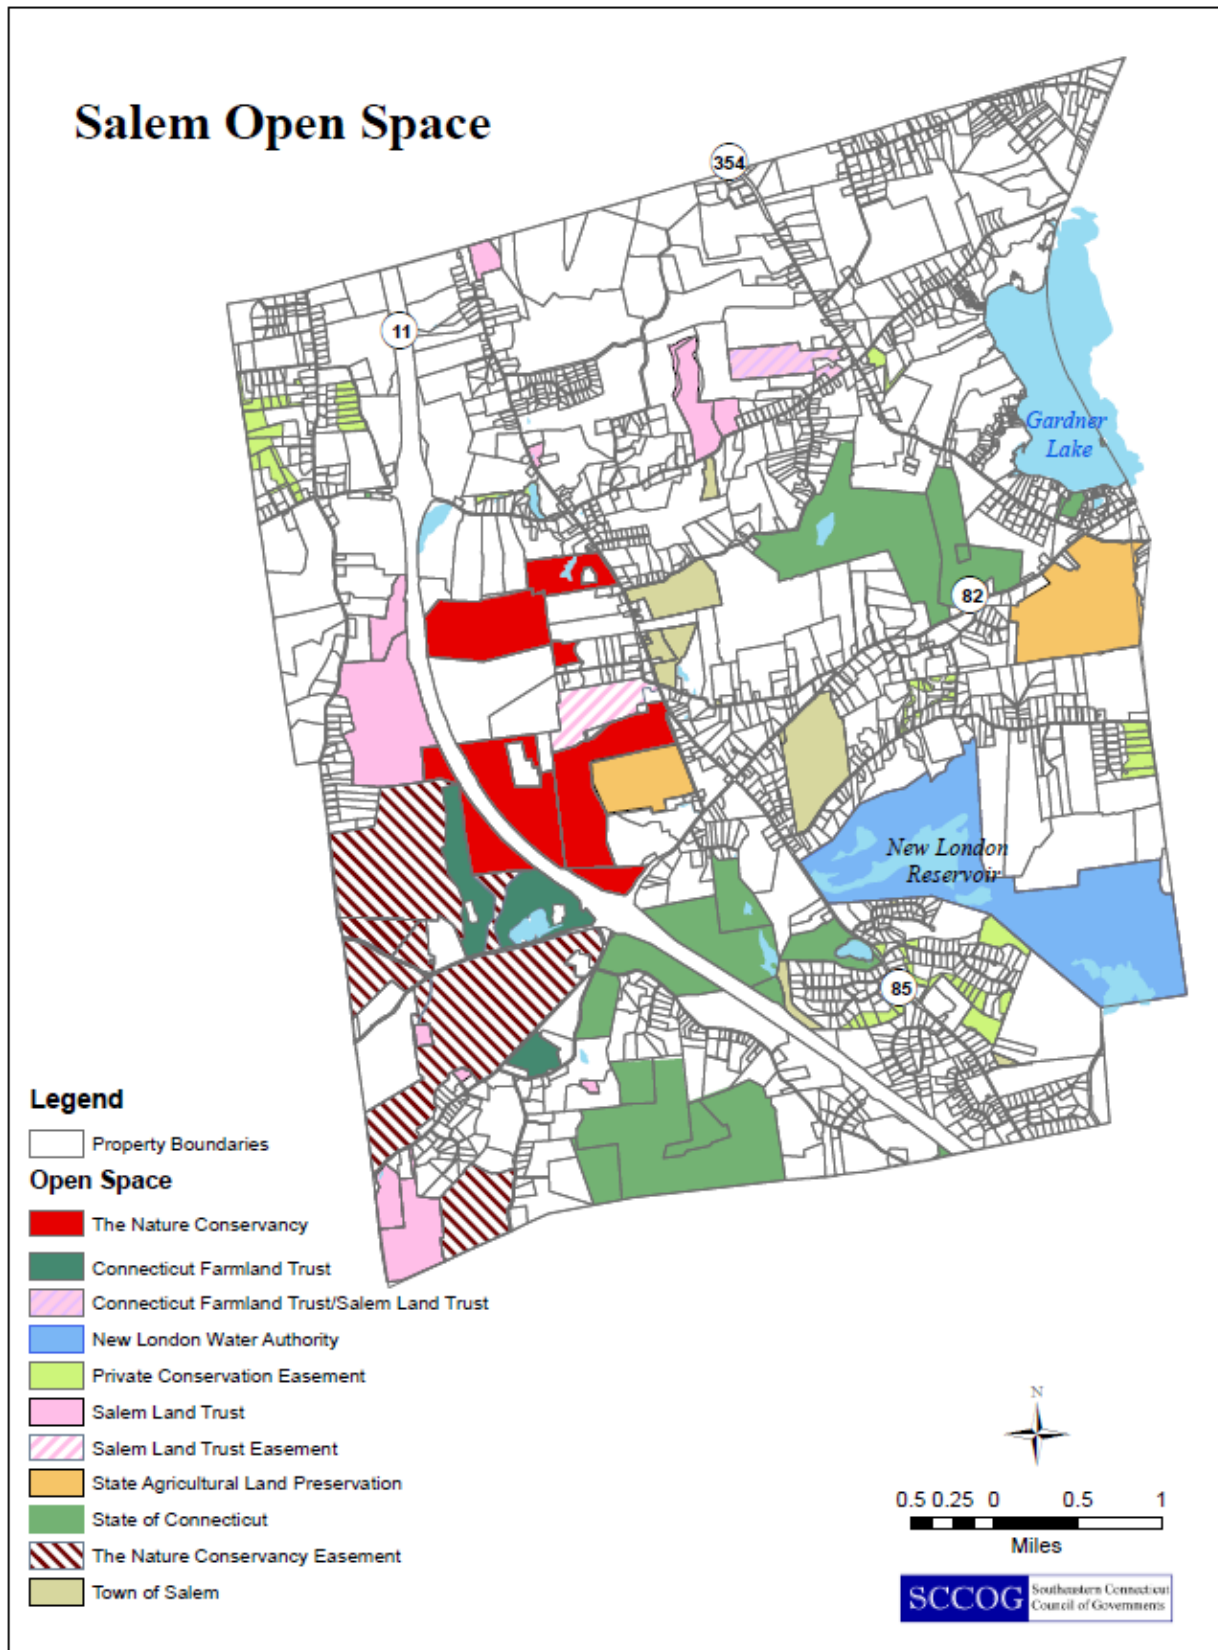 Salem Open Space
354
11
Gardner
Lake
82
New London
Reservoir
85
Legend
Property Boundaries
Open Space
The Nature Conservancy
Connecticut Farmland Trust
Connecticut Farmland Trust/Salem Land Trust
New London Water Authority
Private Conservation Easement
Salem Land Trust
Salem Land Trust Easement
State Agricultural Land Preservation
State of Connecticut
The Nature Conservancy Easement
Town of Salem
N
0.5 0.25 0 0.5 1
Miles
SCCOG Southeastern Connecticut
Council of Governments